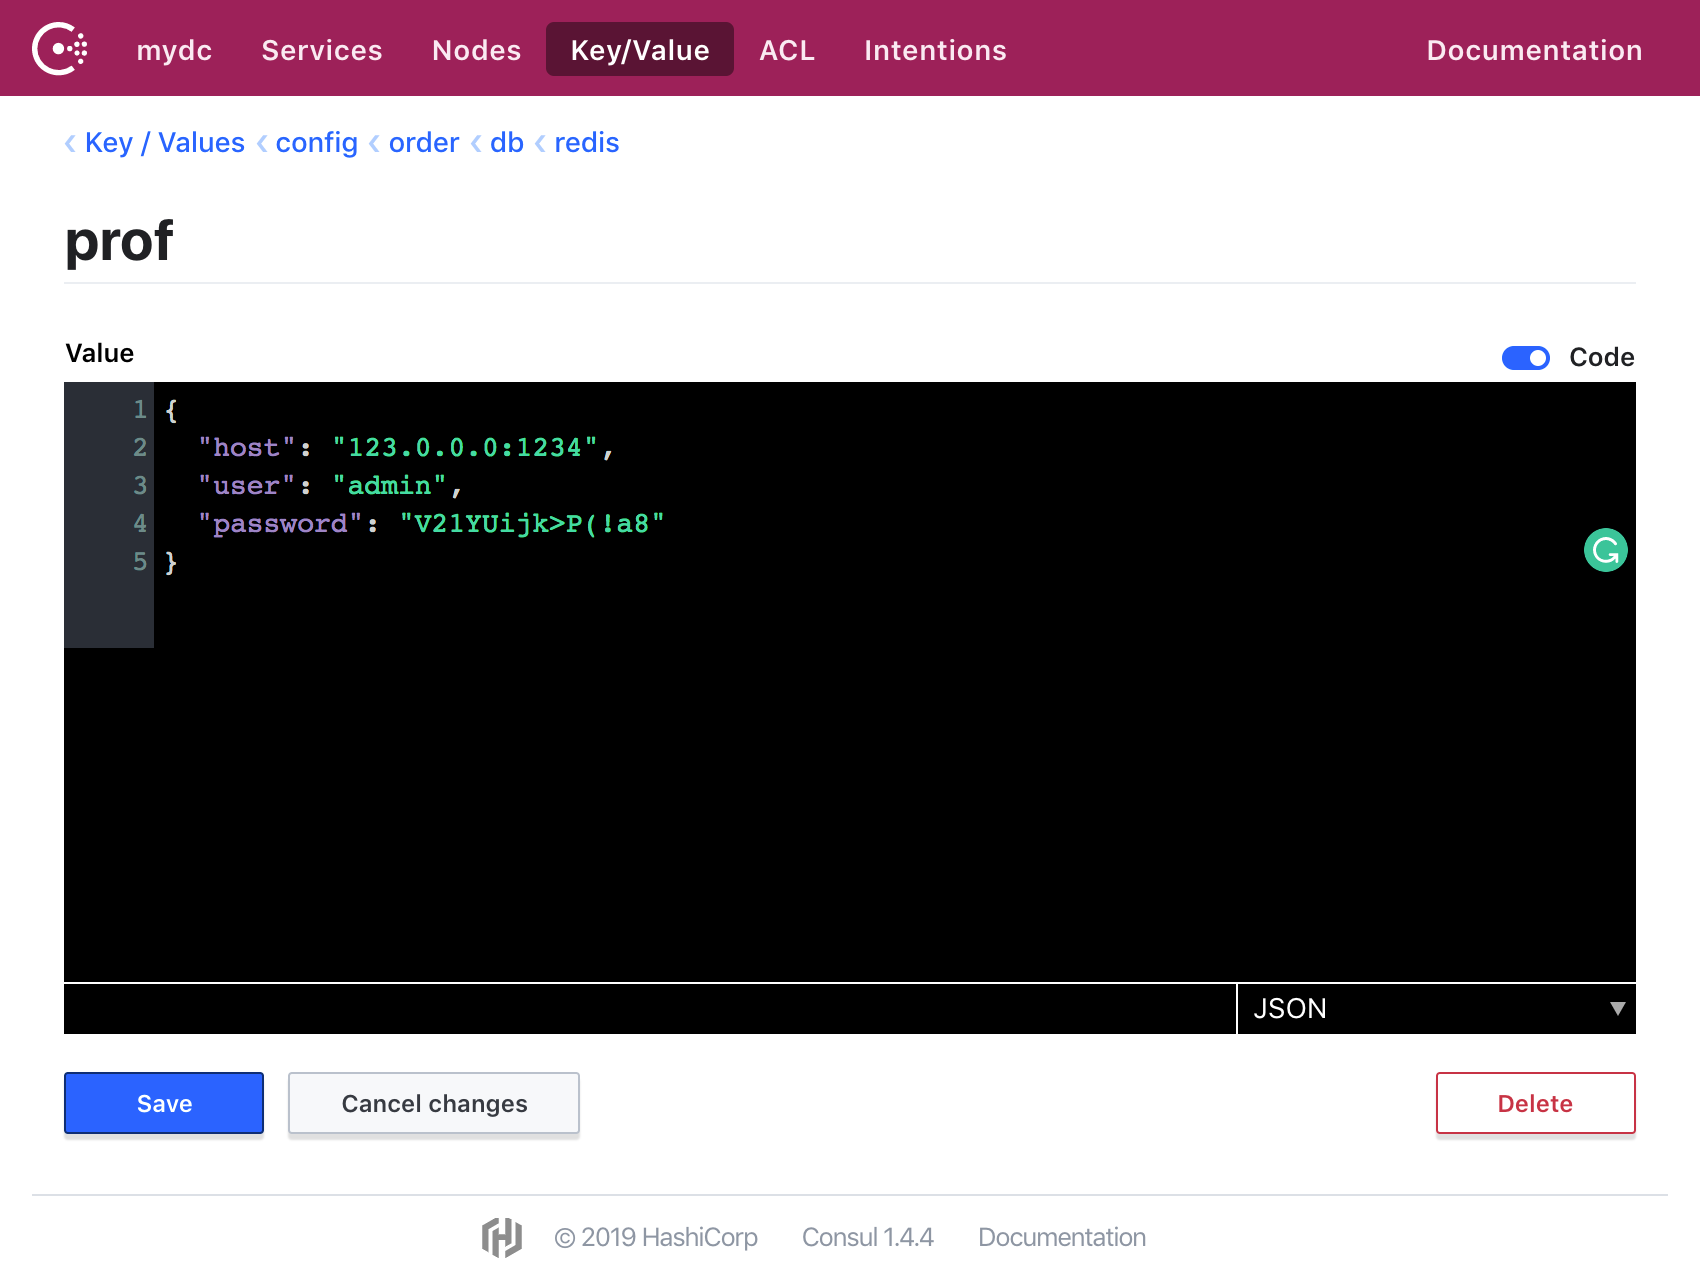 mydc Services Nodes Key/Value ACL Intentions Documentation
‹ Key / Values ‹ config ‹ order ‹ db ‹ redis
prof
Value Code
1 {
2 "host": "123.0.0.0:1234",
3 "user": "admin",
4 "password": "V21YUijk>P(!a8"
5 }
JSON
Save Cancel changes Delete
© 2019 HashiCorp Consul 1.4.4 Documentation